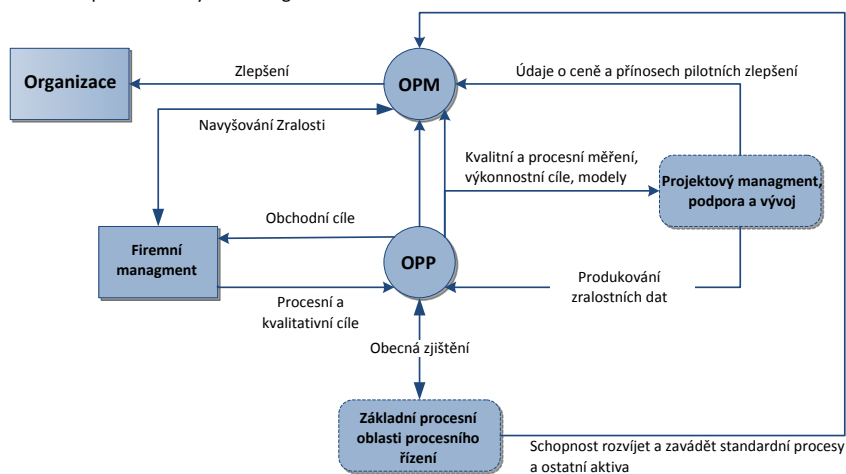 Organizace
Zlepšení
OPM
Údaje o ceně a přínosech pilotních zlepšení
Navyšování Zralosti
Kvalitní a procesní měření,
výkonnostní cíle, modely
Projektový managment,
podpora a vývoj
Obchodní cíle
Firemní
managment
OPP
Produkování
zralostních dat
Procesní a
kvalitativní cíle
Obecná zjištění
Základní procesní
oblasti procesního
řízení
Schopnost rozvíjet a zavádět standardní procesy
a ostatní aktiva